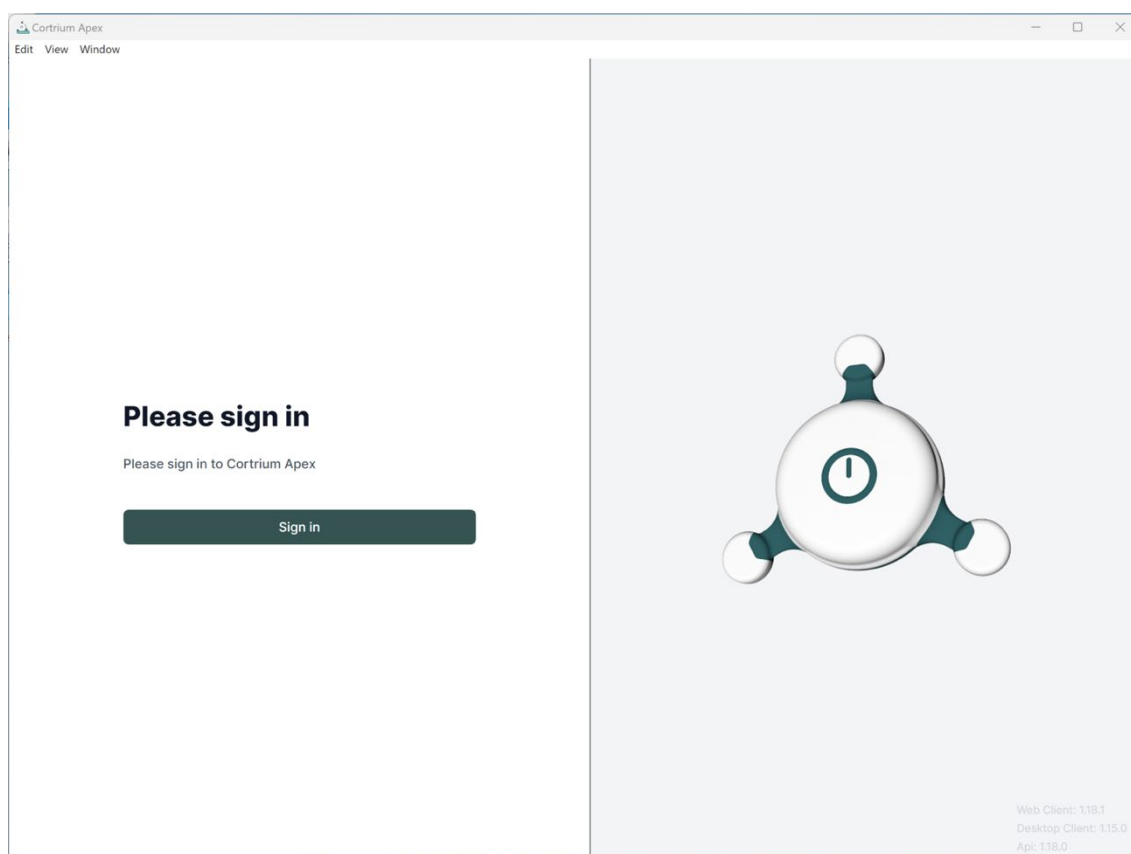 Cortrium Apex
Edit View Window
Please sign in
Please sign in to Cortrium Apex
Sign in
Web Client: 1.18.1
Desktop Client: 1.15.0
Api: 1.18.0